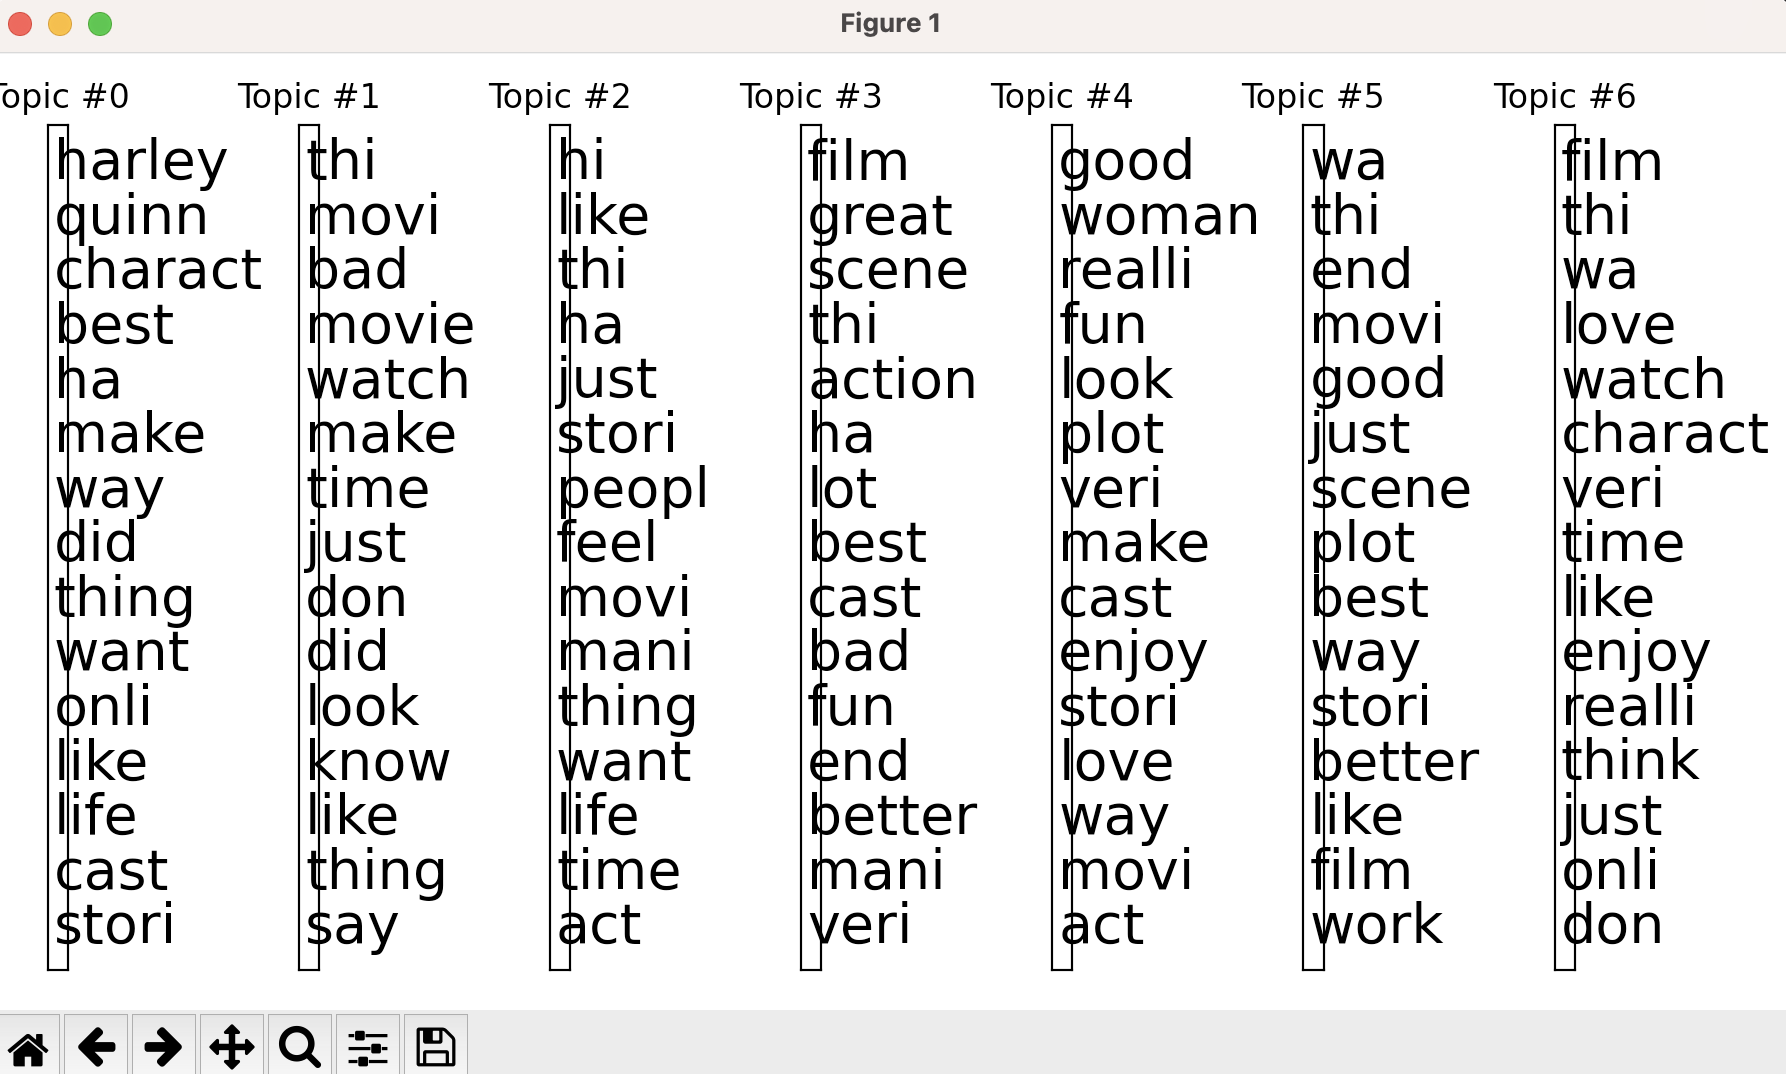 Figure 1
Topic #0 Topic #1 Topic #2 Topic #3 Topic #4 Topic #5 Topic #6
harley thi hi film good wa film
quinn movi like great woman thi thi
charact bad thi scene realli end wa
best movie ha thi fun movi love
ha watch just action look good watch
make make stori ha plot just charact
way time peopl lot veri scene veri
did just feel best make plot time
thing don movi cast cast best like
want did mani bad enjoy way enjoy
onli look thing fun stori stori realli
like know want end love better think
life like life better way like just
cast thing time mani movi film onli
stori say act veri act work don